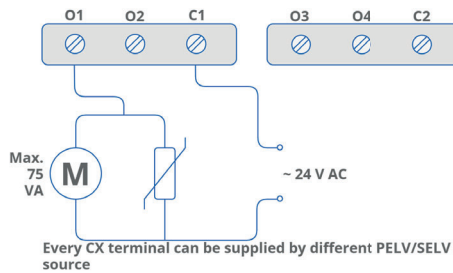 O1 O2 C1 O3 O4 C2
Max.
75
VA
M
~ 24 V AC
Every CX terminal can be supplied by different PELV/SELV
source